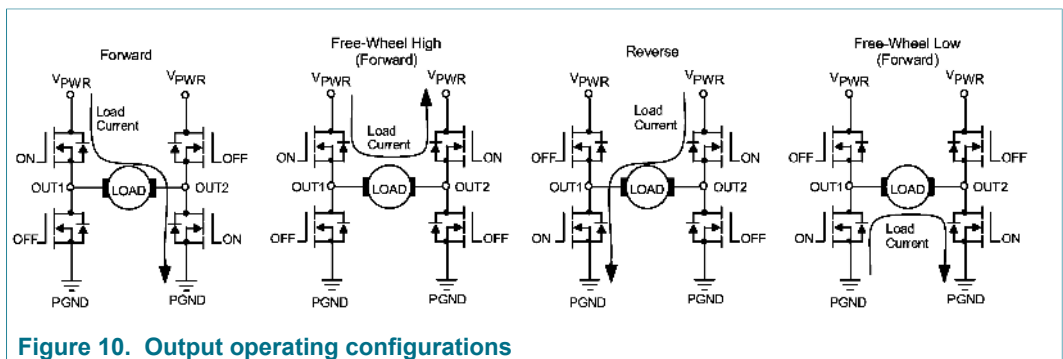 Forward
VPWR VPWR
Load
Current
ON OFF
OUT1 LOAD OUT2
OFF ON
PGND PGND
Free-Wheel High
(Forward)
VPWR VPWR
Load
Current
ON ON
OUT1 LOAD OUT2
OFF OFF
PGND PGND
Reverse
VPWR VPWR
Load
Current
OFF ON
OUT1 LOAD OUT2
ON OFF
PGND PGND
Free-Wheel Low
(Forward)
VPWR VPWR
OFF OFF
OUT1 LOAD OUT2
ON ON
Load
Current
PGND PGND
Figure 10. Output operating configurations